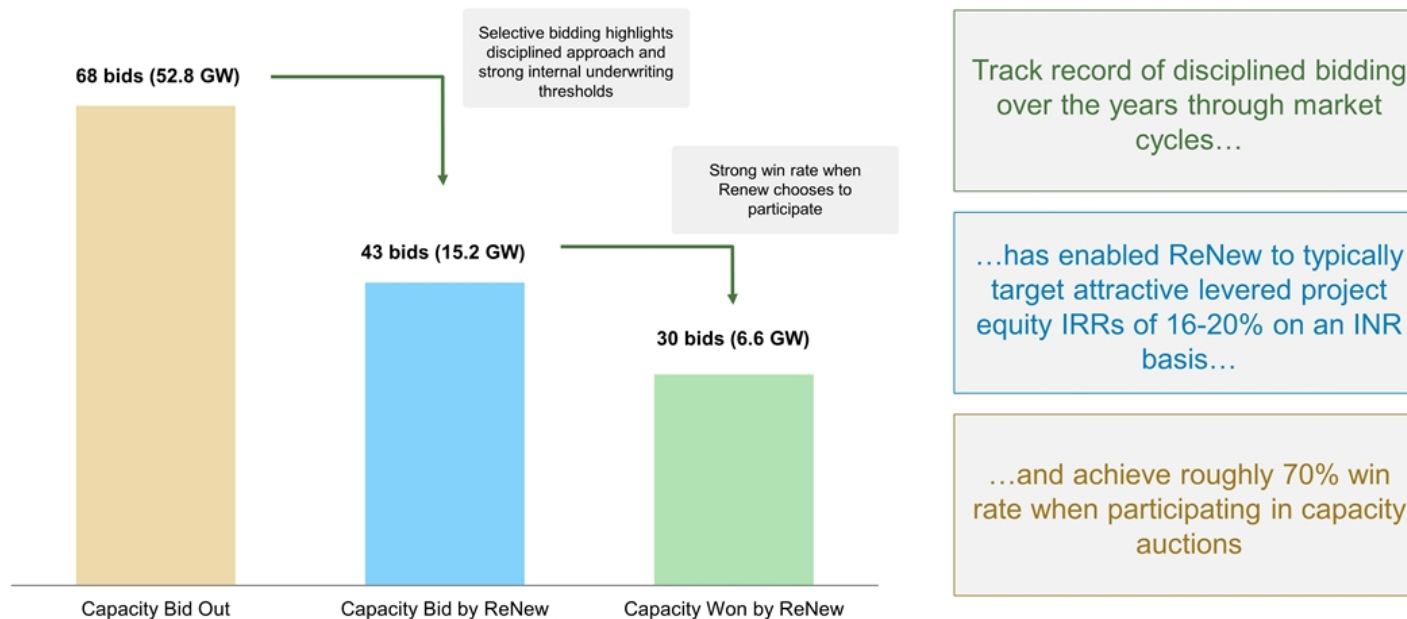 Selective bidding highlights
disciplined approach and
strong internal underwriting
thresholds
68 bids (52.8 GW)
Strong win rate when
Renew chooses to
participate
43 bids (15.2 GW)
30 bids (6.6 GW)
Capacity Bid Out
Capacity Bid by ReNew
Capacity Won by ReNew
Track record of disciplined bidding
over the years through market
cycles…
…has enabled ReNew to typically
target attractive levered project
equity IRRs of 16-20% on an INR
basis…
…and achieve roughly 70% win
rate when participating in capacity
auctions